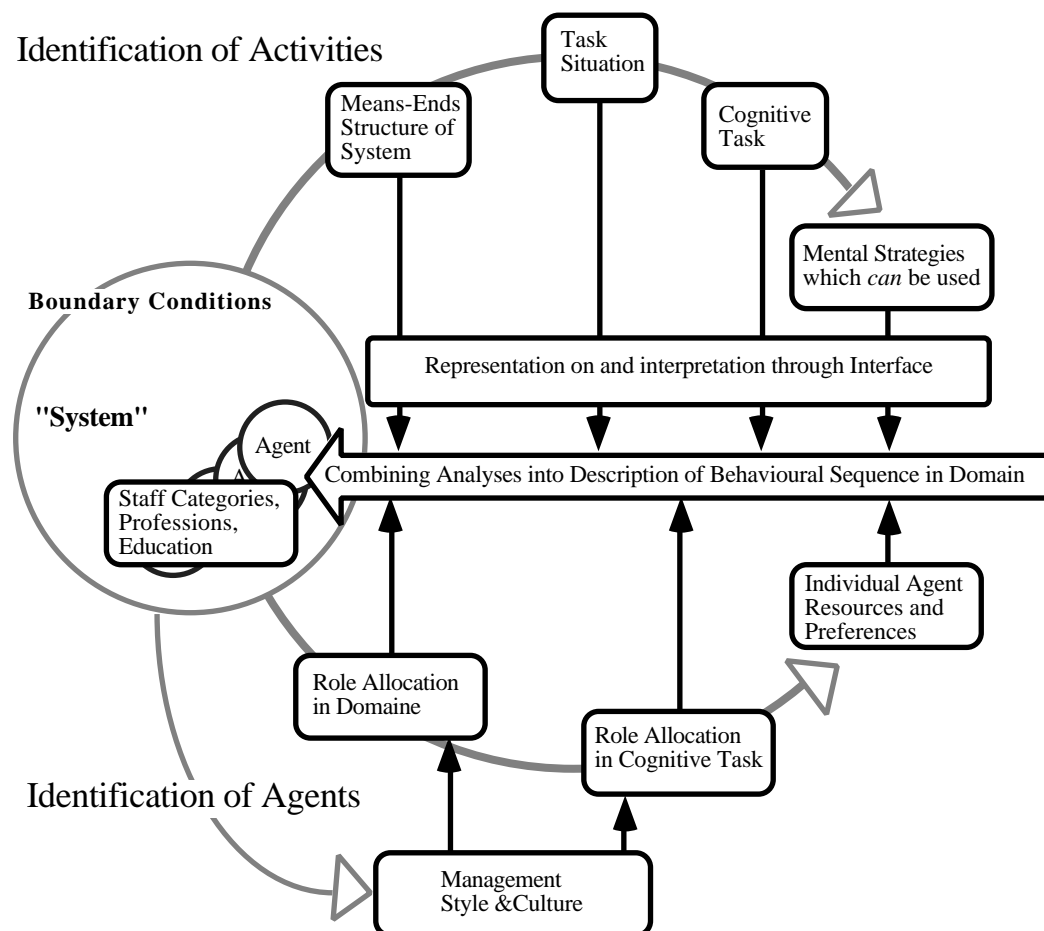 Identification of Activities
Task
Situation
Means-Ends
Structure of
System
Cognitive
Task
Mental Strategies
which can be used
Boundary Conditions
Representation on and interpretation through Interface
"System"
Agent
A
Combining Analyses into Description of Behavioural Sequence in Domain
Staff Categories,
Professions,
Education
Individual Agent
Resources and
Preferences
Role Allocation
in Domaine
Role Allocation
in Cognitive Task
Identification of Agents
Management
Style &Culture